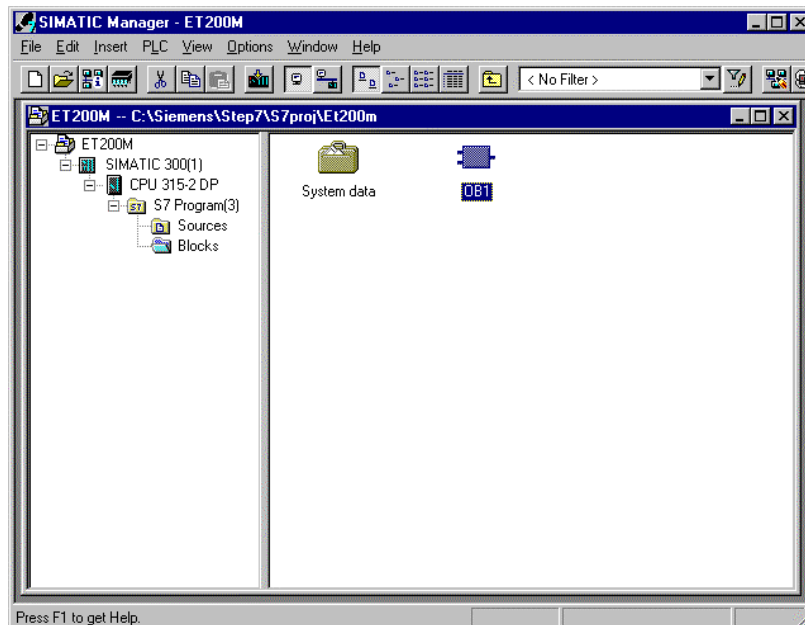 SIMATIC Manager - ET200M
File Edit Insert PLC View Options Window Help
< No Filter >
ET200M -- C:\Siemens\Step7\S7proj\Et200m
ET200M
SIMATIC 300(1)
CPU 315-2 DP
S7 Program(3)
Sources
Blocks
System data
OB1
Press F1 to get Help.